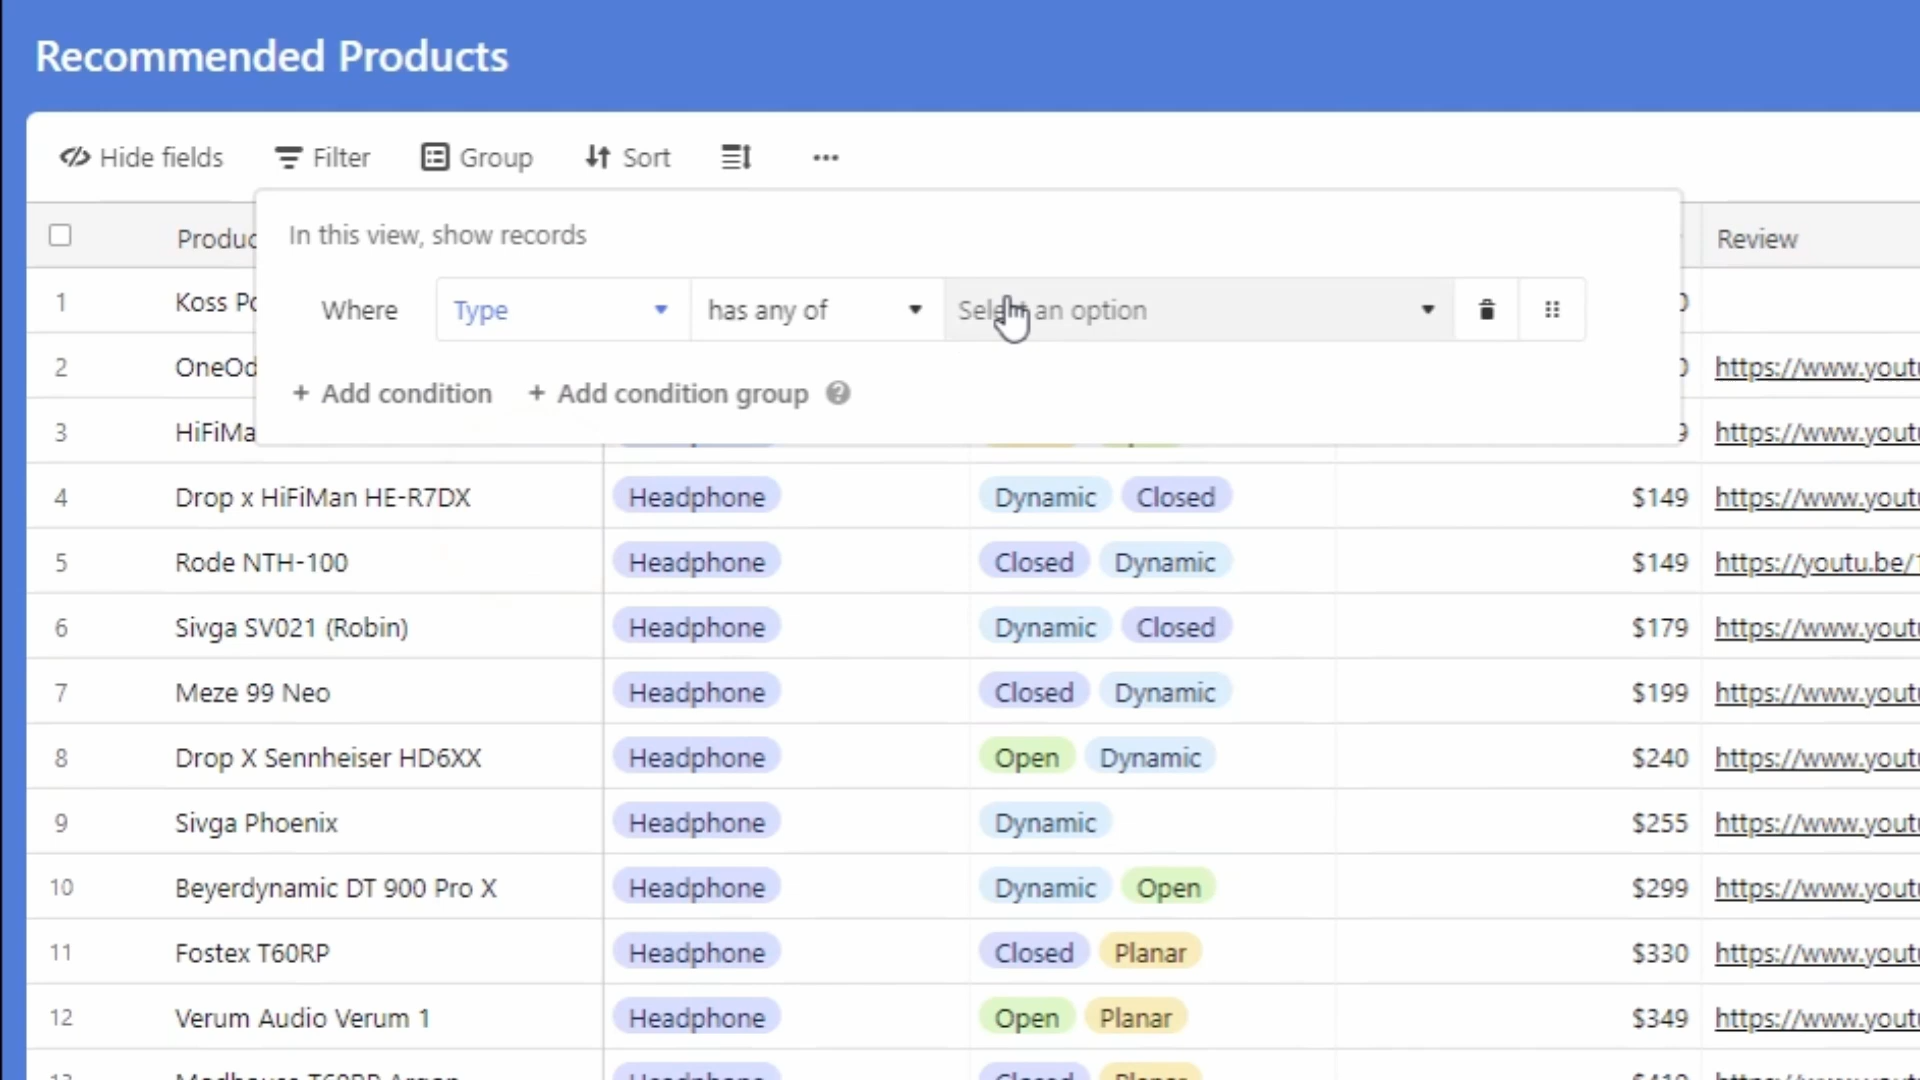 Recommended Products
Hide fields Filter Group Sort
Review
In this view, show records
Where Type has any of Select an option
+ Add condition + Add condition group ?
1
2 https://www.yout
3 https://www.yout
4 Drop x HiFiMan HE-R7DX Headphone Dynamic Closed $149 https://www.yout
5 Rode NTH-100 Headphone Closed Dynamic $149 https://youtu.be/
6 Sivga SV021 (Robin) Headphone Dynamic Closed $179 https://www.yout
7 Meze 99 Neo Headphone Closed Dynamic $199 https://www.yout
8 Drop X Sennheiser HD6XX Headphone Open Dynamic $240 https://www.yout
9 Sivga Phoenix Headphone Dynamic $255 https://www.yout
10 Beyerdynamic DT 900 Pro X Headphone Dynamic Open $299 https://www.yout
11 Fostex T60RP Headphone Closed Planar $330 https://www.yout
12 Verum Audio Verum 1 Headphone Open Planar $349 https://www.yout